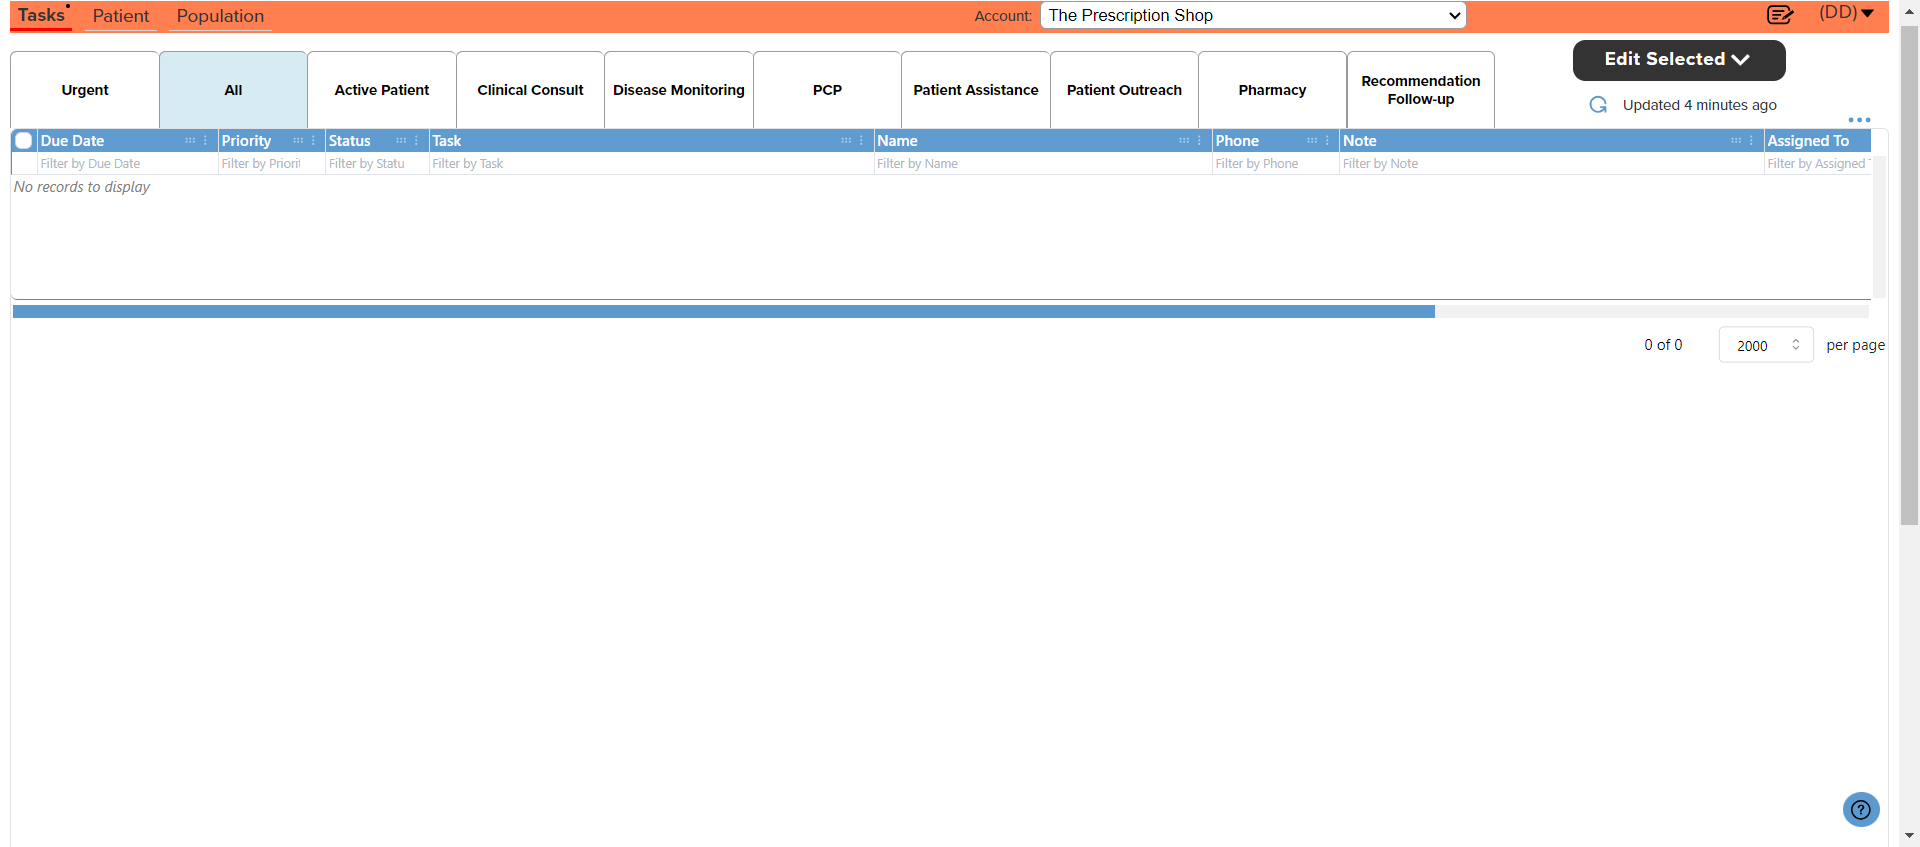 Tasks Patient Population Account: The Prescription Shop (DD)
Urgent All Active Patient Clinical Consult Disease Monitoring PCP Patient Assistance Patient Outreach Pharmacy Recommendation Follow-up
Edit Selected
Updated 4 minutes ago
Due Date Priority Status Task Name Phone Note Assigned To
Filter by Due Date Filter by Priorit Filter by Statu Filter by Task Filter by Name Filter by Phone Filter by Note Filter by Assigned
No records to display
0 of 0 2000 per page